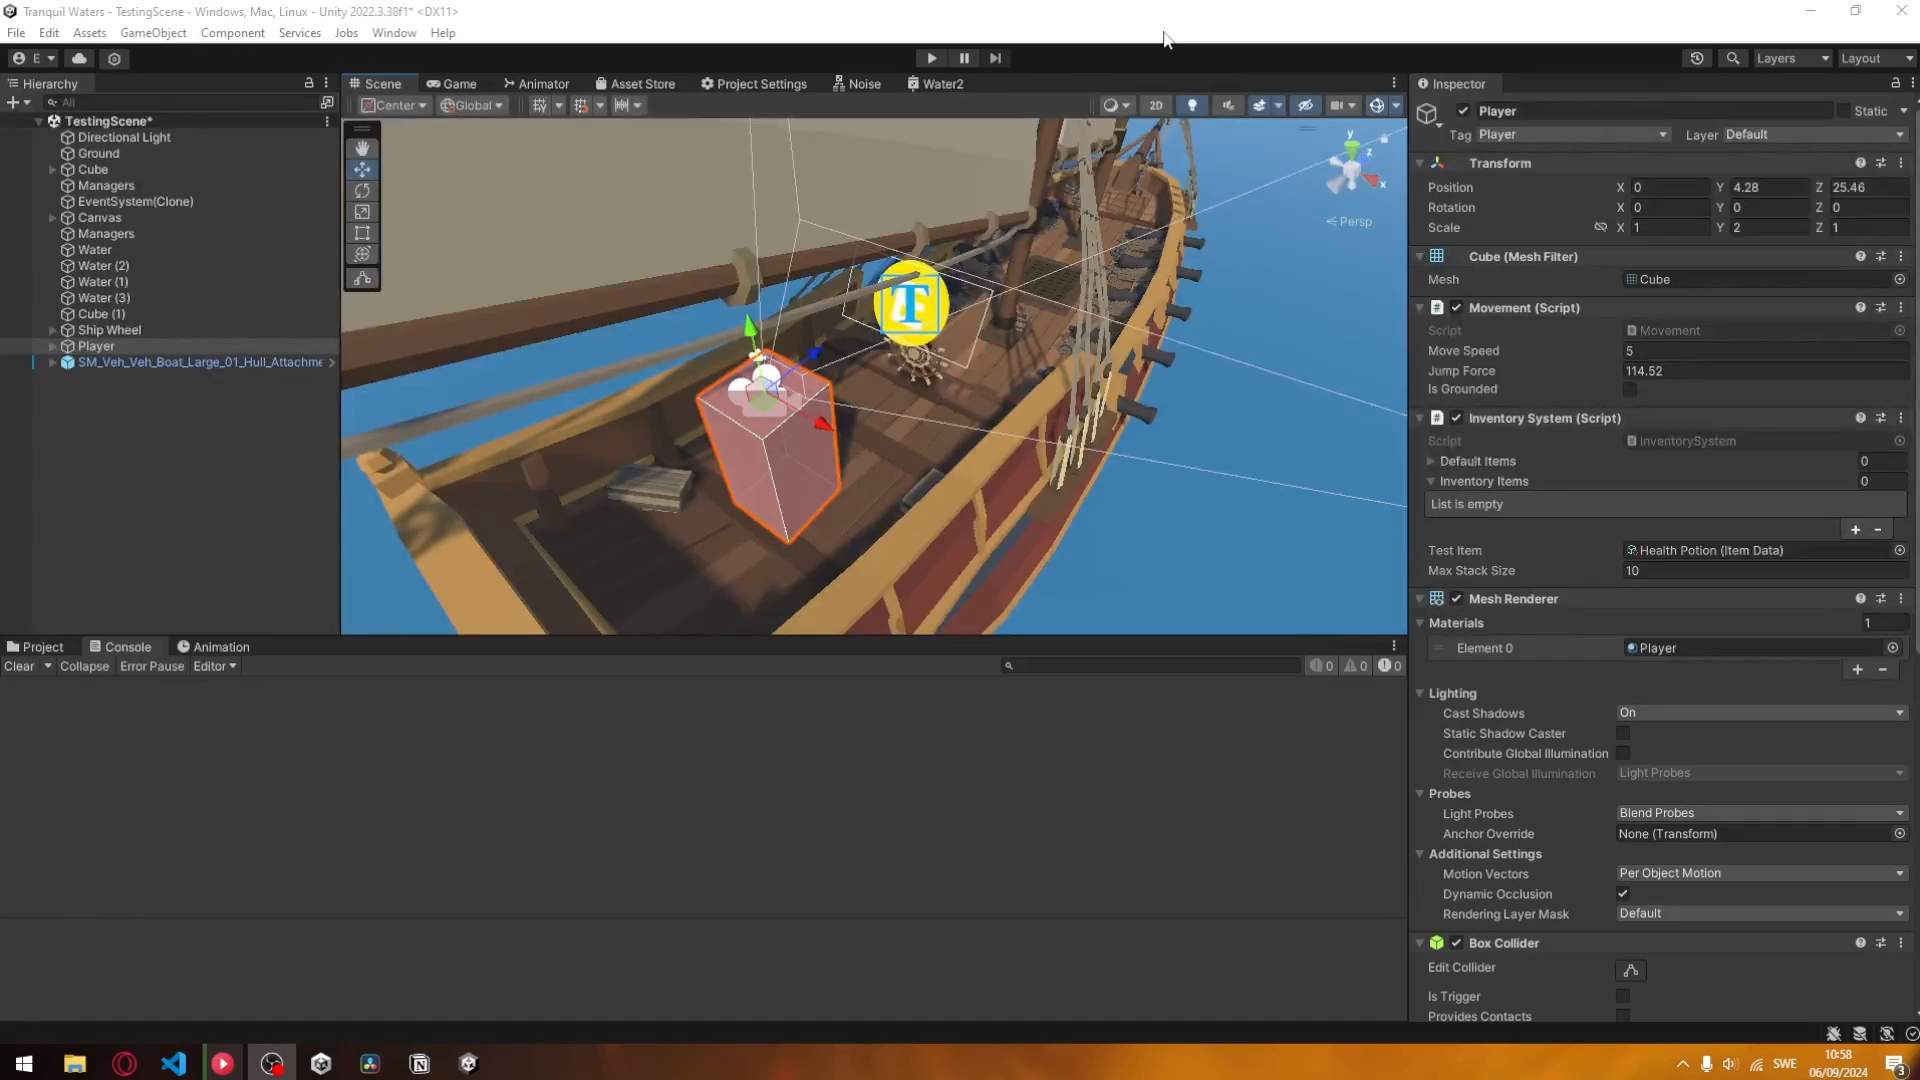 Tranquil Waters - TestingScene - Windows, Mac, Linux - Unity 2022.3.38f1* <DX11>
File Edit Assets GameObject Component Services Jobs Window Help
E Layers Layout
Hierarchy
All
TestingScene*
Directional Light
Ground
Cube
Managers
EventSystem(Clone)
Canvas
Managers
Water
Water (2)
Water (1)
Water (3)
Cube (1)
Ship Wheel
Player
SM_Veh_Veh_Boat_Large_01_Hull_Attachme
Scene Game Animator Asset Store Project Settings Noise Water2
Center Global 2D
y
z
x
Persp
T
Project Console Animation
Clear Collapse Error Pause Editor 0 0 0
Inspector
Player Static
Tag Player Layer Default
Transform
Position X 0 Y 4.28 Z 25.46
Rotation X 0 Y 0 Z 0
Scale X 1 Y 2 Z 1
Cube (Mesh Filter)
Mesh Cube
Movement (Script)
Script Movement
Move Speed 5
Jump Force 114.52
Is Grounded
Inventory System (Script)
Script InventorySystem
Default Items 0
Inventory Items 0
List is empty
Test Item Health Potion (Item Data)
Max Stack Size 10
Mesh Renderer
Materials 1
Element 0 Player
Lighting
Cast Shadows On
Static Shadow Caster
Contribute Global Illumination
Receive Global Illumination Light Probes
Probes
Light Probes Blend Probes
Anchor Override None (Transform)
Additional Settings
Motion Vectors Per Object Motion
Dynamic Occlusion
Rendering Layer Mask Default
Box Collider
Edit Collider
Is Trigger
Provides Contacts
SWE
10:58
06/09/2024
3